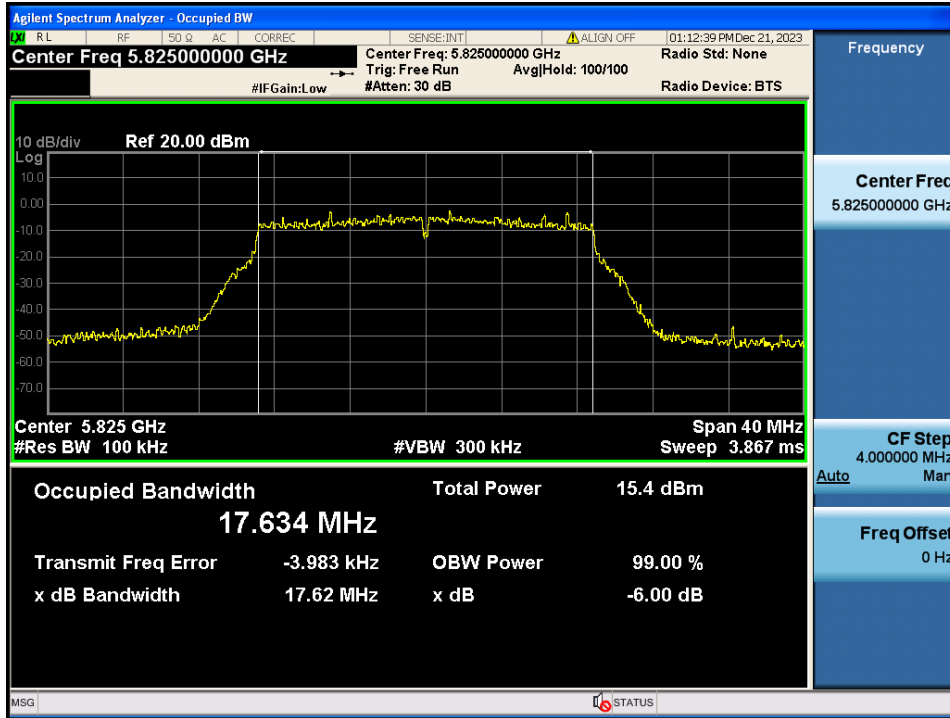 Agilent Spectrum Analyzer - Occupied BW
LXI RL RF 50 Ω AC CORREC SENSE:INT ALIGN OFF 01:12:39 PM Dec 21, 2023
Center Freq 5.825000000 GHz
Center Freq: 5.825000000 GHz Radio Std: None
Trig: Free Run Avg|Hold: 100/100
#IFGain:Low #Atten: 30 dB Radio Device: BTS
Frequency
10 dB/div Ref 20.00 dBm
Log
10.0
0.00
-10.0
-20.0
-30.0
-40.0
-50.0
-60.0
-70.0
Center 5.825 GHz Span 40 MHz
#Res BW 100 kHz #VBW 300 kHz Sweep 3.867 ms
Center Freq
5.825000000 GHz
CF Step
4.000000 MHz
Auto Man
Freq Offset
0 Hz
Occupied Bandwidth Total Power 15.4 dBm
17.634 MHz
Transmit Freq Error -3.983 kHz OBW Power 99.00 %
x dB Bandwidth 17.62 MHz x dB -6.00 dB
MSG STATUS